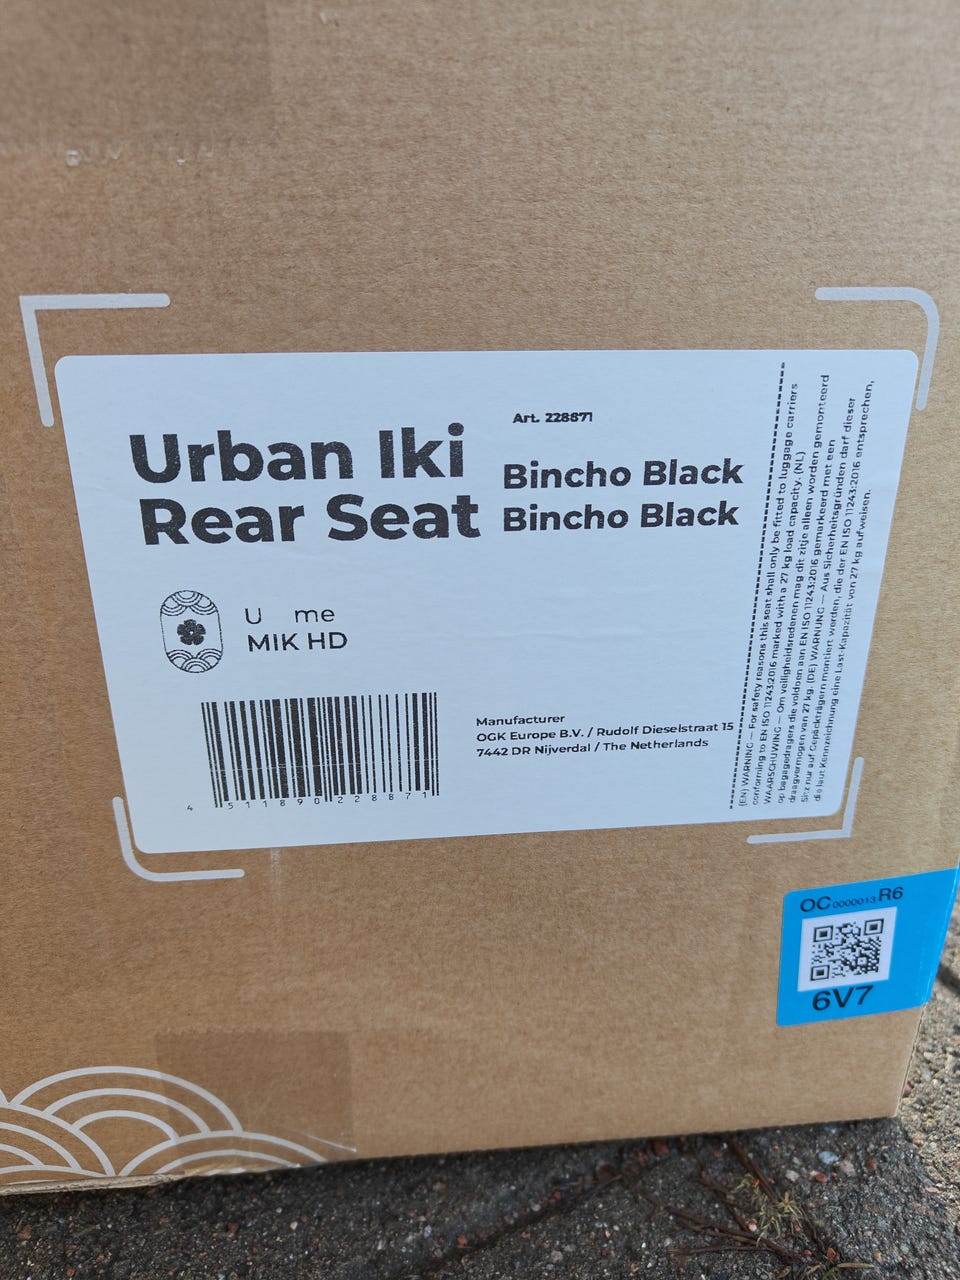 Art. 228871
Urban Iki
Rear Seat
Bincho Black
Bincho Black
U me
MIK HD
4 511890 228871
Manufacturer
OGK Europe B.V. / Rudolf Dieselstraat 15
7442 DR Nijverdal / The Netherlands
(EN) WARNING — For safety reasons this seat shall only be fitted to luggage carriers
conforming to EN ISO 11243:2016 marked with a 27 kg load capacity. (NL)
WAARSCHUWING — Om veiligheidsredenen mag dit zitje alleen worden gemonteerd
op bagagedragers die voldoen aan EN ISO 11243:2016 gemarkeerd met een
draagvermogen van 27 kg. (DE) WARNUNG — Aus Sicherheitsgründen darf dieser
Sitz nur auf Gepäckträgern montiert werden, die der EN ISO 11243:2016 entsprechen,
die laut Kennzeichnung eine Last-Kapazität von 27 kg aufweisen.
OC0000013R6
6V7